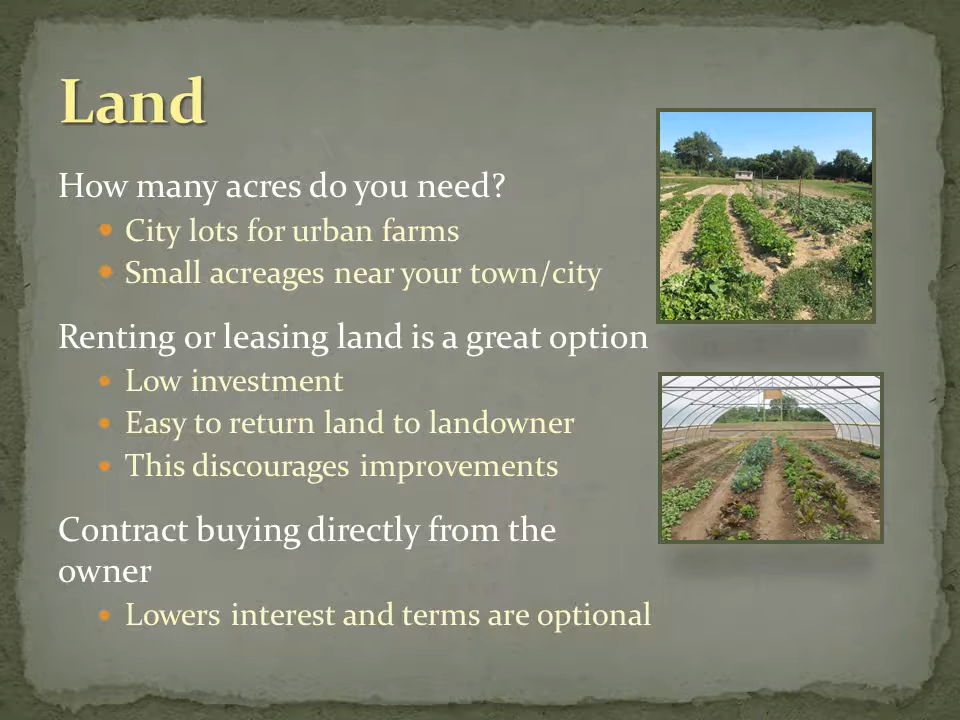 Land
How many acres do you need?
City lots for urban farms
Small acreages near your town/city
Renting or leasing land is a great option
Low investment
Easy to return land to landowner
This discourages improvements
Contract buying directly from the
owner
Lowers interest and terms are optional